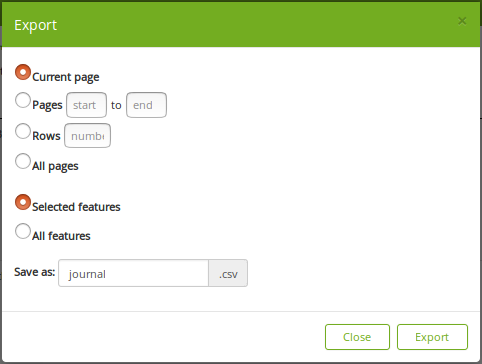 Export ×
Current page
Pages start to end
Rows numbe
All pages
Selected features
All features
Save as: journal .csv
Close Export